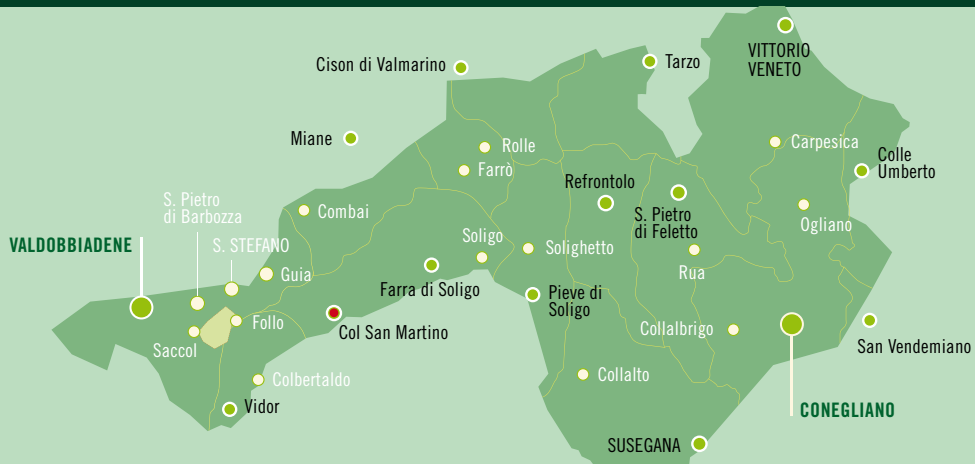 VITTORIO
VENETO
Tarzo
Cison di Valmarino
Miane
Rolle
Carpesica
Farrò
Colle
Umberto
Refrontolo
S. Pietro
di Barbozza
Combai
S. Pietro
di Feletto
Ogliano
VALDOBBIADENE
S. STEFANO
Soligo
Solighetto
Guia
Rua
Farra di Soligo
Pieve di
Soligo
Follo
Col San Martino
Collalbrigo
Saccol
San Vendemiano
Colbertaldo
Collalto
Vidor
CONEGLIANO
SUSEGANA